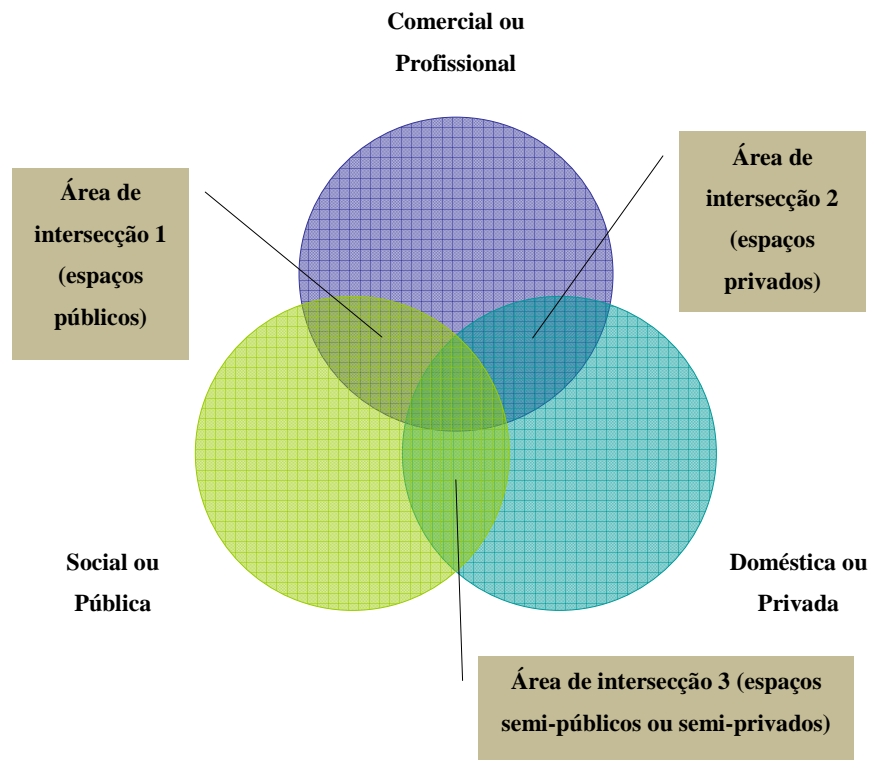 Comercial ou
Profissional
Área de
intersecção 1
(espaços
públicos)
Área de
intersecção 2
(espaços
privados)
Social ou
Pública
Doméstica ou
Privada
Área de intersecção 3 (espaços
semi-públicos ou semi-privados)